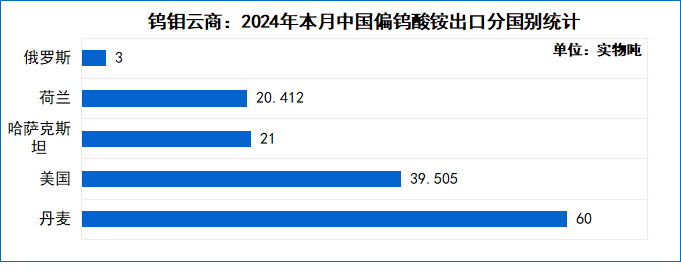 钨钼云商：2024年本月中国偏钨酸铵出口分国别统计
单位：实物吨
俄罗斯 3
荷兰 20.412
哈萨克斯
坦 21
美国 39.505
丹麦 60